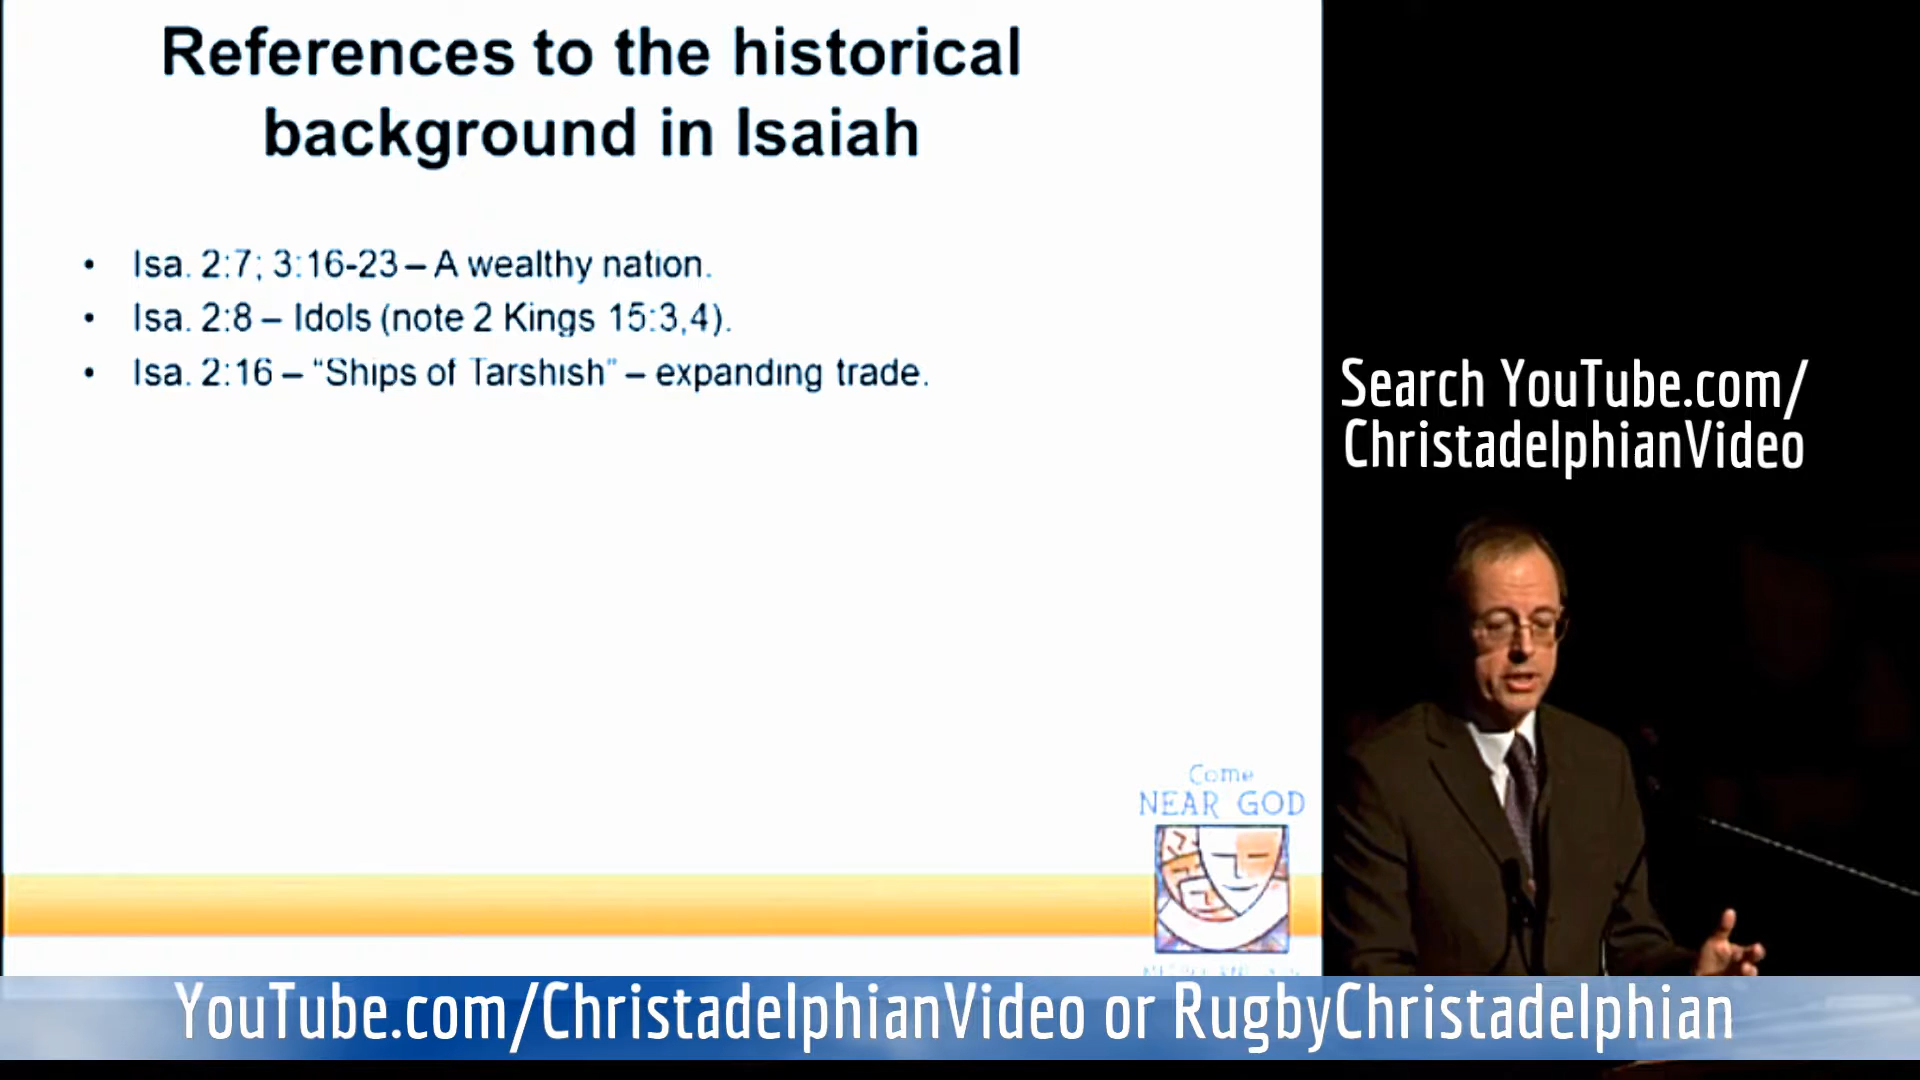 References to the historical
background in Isaiah
• Isa. 2:7; 3:16-23 – A wealthy nation.
• Isa. 2:8 – Idols (note 2 Kings 15:3,4).
• Isa. 2:16 – “Ships of Tarshish” – expanding trade.
Search YouTube.com/
ChristadelphianVideo
Come
NEAR GOD
YouTube.com/ChristadelphianVideo or RugbyChristadelphian